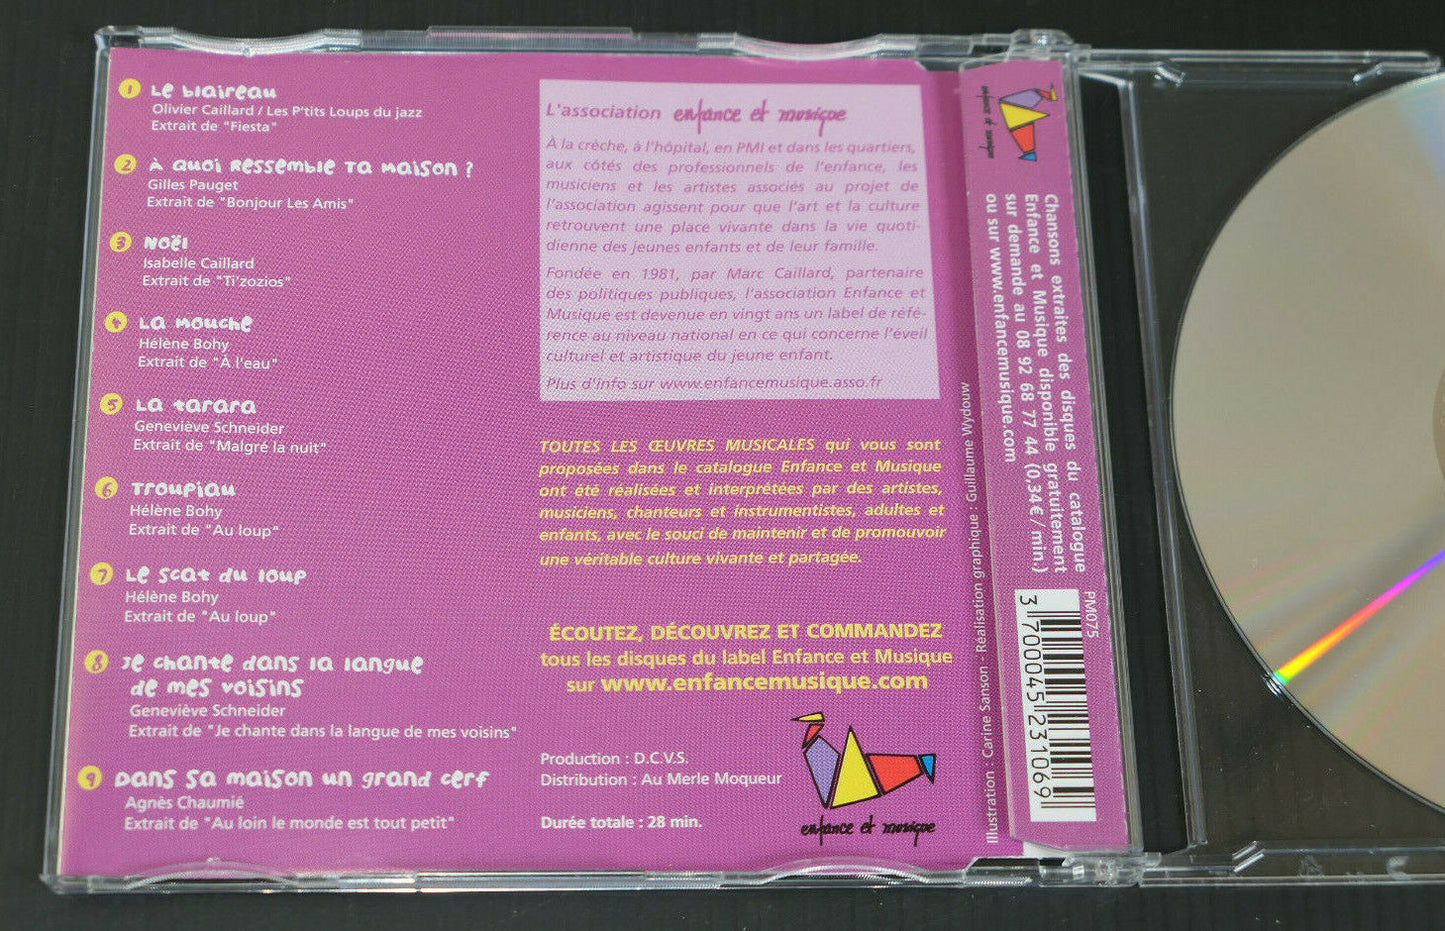 1 Le blaireau
Olivier Caillard / Les P'tits Loups du jazz
Extrait de "Fiesta"
2 À quoi ressemble ta maison ?
Gilles Pauget
Extrait de "Bonjour Les Amis"
3 Noël
Isabelle Caillard
Extrait de "Ti'zozios"
4 La mouche
Hélène Bohy
Extrait de "À l'eau"
5 La tarara
Geneviève Schneider
Extrait de "Malgré la nuit"
6 Troupiau
Hélène Bohy
Extrait de "Au loup"
7 Le scat du loup
Hélène Bohy
Extrait de "Au loup"
8 Je chante dans la langue
de mes voisins
Geneviève Schneider
Extrait de "Je chante dans la langue de mes voisins"
9 Dans sa maison un grand cerf
Agnès Chaumié
Extrait de "Au loin le monde est tout petit"
L'association enfance et musique
À la crèche, à l'hôpital, en PMI et dans les quartiers,
aux côtés des professionnels de l'enfance, les
musiciens et les artistes associés au projet de
l'association agissent pour que l'art et la culture
retrouvent une place vivante dans la vie quoti-
dienne des jeunes enfants et de leur famille.
Fondée en 1981, par Marc Caillard, partenaire
des politiques publiques, l'association Enfance et
Musique est devenue en vingt ans un label de réfé-
rence au niveau national en ce qui concerne l'éveil
culturel et artistique du jeune enfant.
Plus d'info sur www.enfancemusique.asso.fr
TOUTES LES ŒUVRES MUSICALES qui vous sont
proposées dans le catalogue Enfance et Musique
ont été réalisées et interprétées par des artistes,
musiciens, chanteurs et instrumentistes, adultes et
enfants, avec le souci de maintenir et de promouvoir
une véritable culture vivante et partagée.
ÉCOUTEZ, DÉCOUVREZ ET COMMANDEZ
tous les disques du label Enfance et Musique
sur www.enfancemusique.com
Production : D.C.V.S.
Distribution : Au Merle Moqueur
Durée totale : 28 min.
enfance et musique
Illustration : Carine Sanson - Réalisation graphique : Guillaume Wydouw
enfance et musique
Chansons extraites des disques du catalogue
Enfance et Musique disponible gratuitement
sur demande au 08 92 68 77 44 (0,34€ / min.)
ou sur www.enfancemusique.com
PM075
3 700045 231069